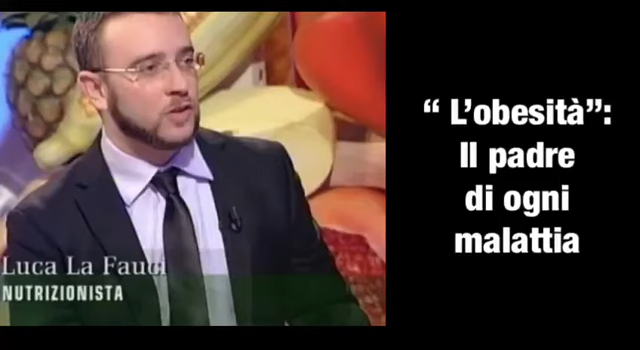 Luca La Fauci
NUTRIZIONISTA
“ L’obesità”:
Il padre
di ogni
malattia